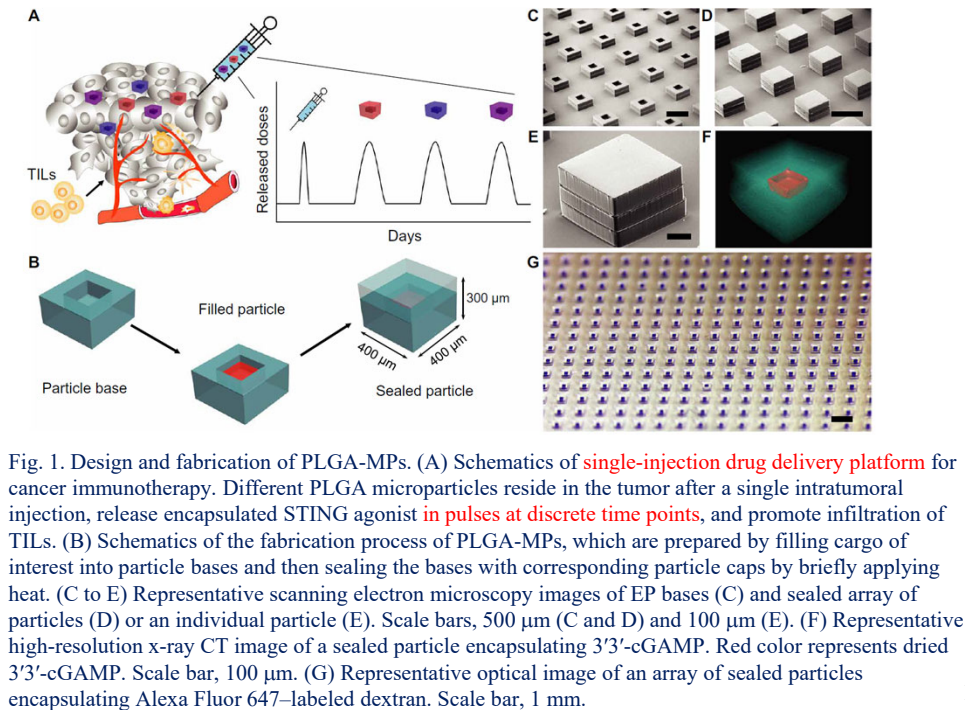 A
TILs
Released doses
Days
B
Particle base
Filled particle
Sealed particle
300 μm
400 μm
400 μm
C
D
E
F
G
Fig. 1. Design and fabrication of PLGA-MPs. (A) Schematics of single-injection drug delivery platform for
cancer immunotherapy. Different PLGA microparticles reside in the tumor after a single intratumoral
injection, release encapsulated STING agonist in pulses at discrete time points, and promote infiltration of
TILs. (B) Schematics of the fabrication process of PLGA-MPs, which are prepared by filling cargo of
interest into particle bases and then sealing the bases with corresponding particle caps by briefly applying
heat. (C to E) Representative scanning electron microscopy images of EP bases (C) and sealed array of
particles (D) or an individual particle (E). Scale bars, 500 μm (C and D) and 100 μm (E). (F) Representative
high-resolution x-ray CT image of a sealed particle encapsulating 3′3′-cGAMP. Red color represents dried
3′3′-cGAMP. Scale bar, 100 μm. (G) Representative optical image of an array of sealed particles
encapsulating Alexa Fluor 647–labeled dextran. Scale bar, 1 mm.